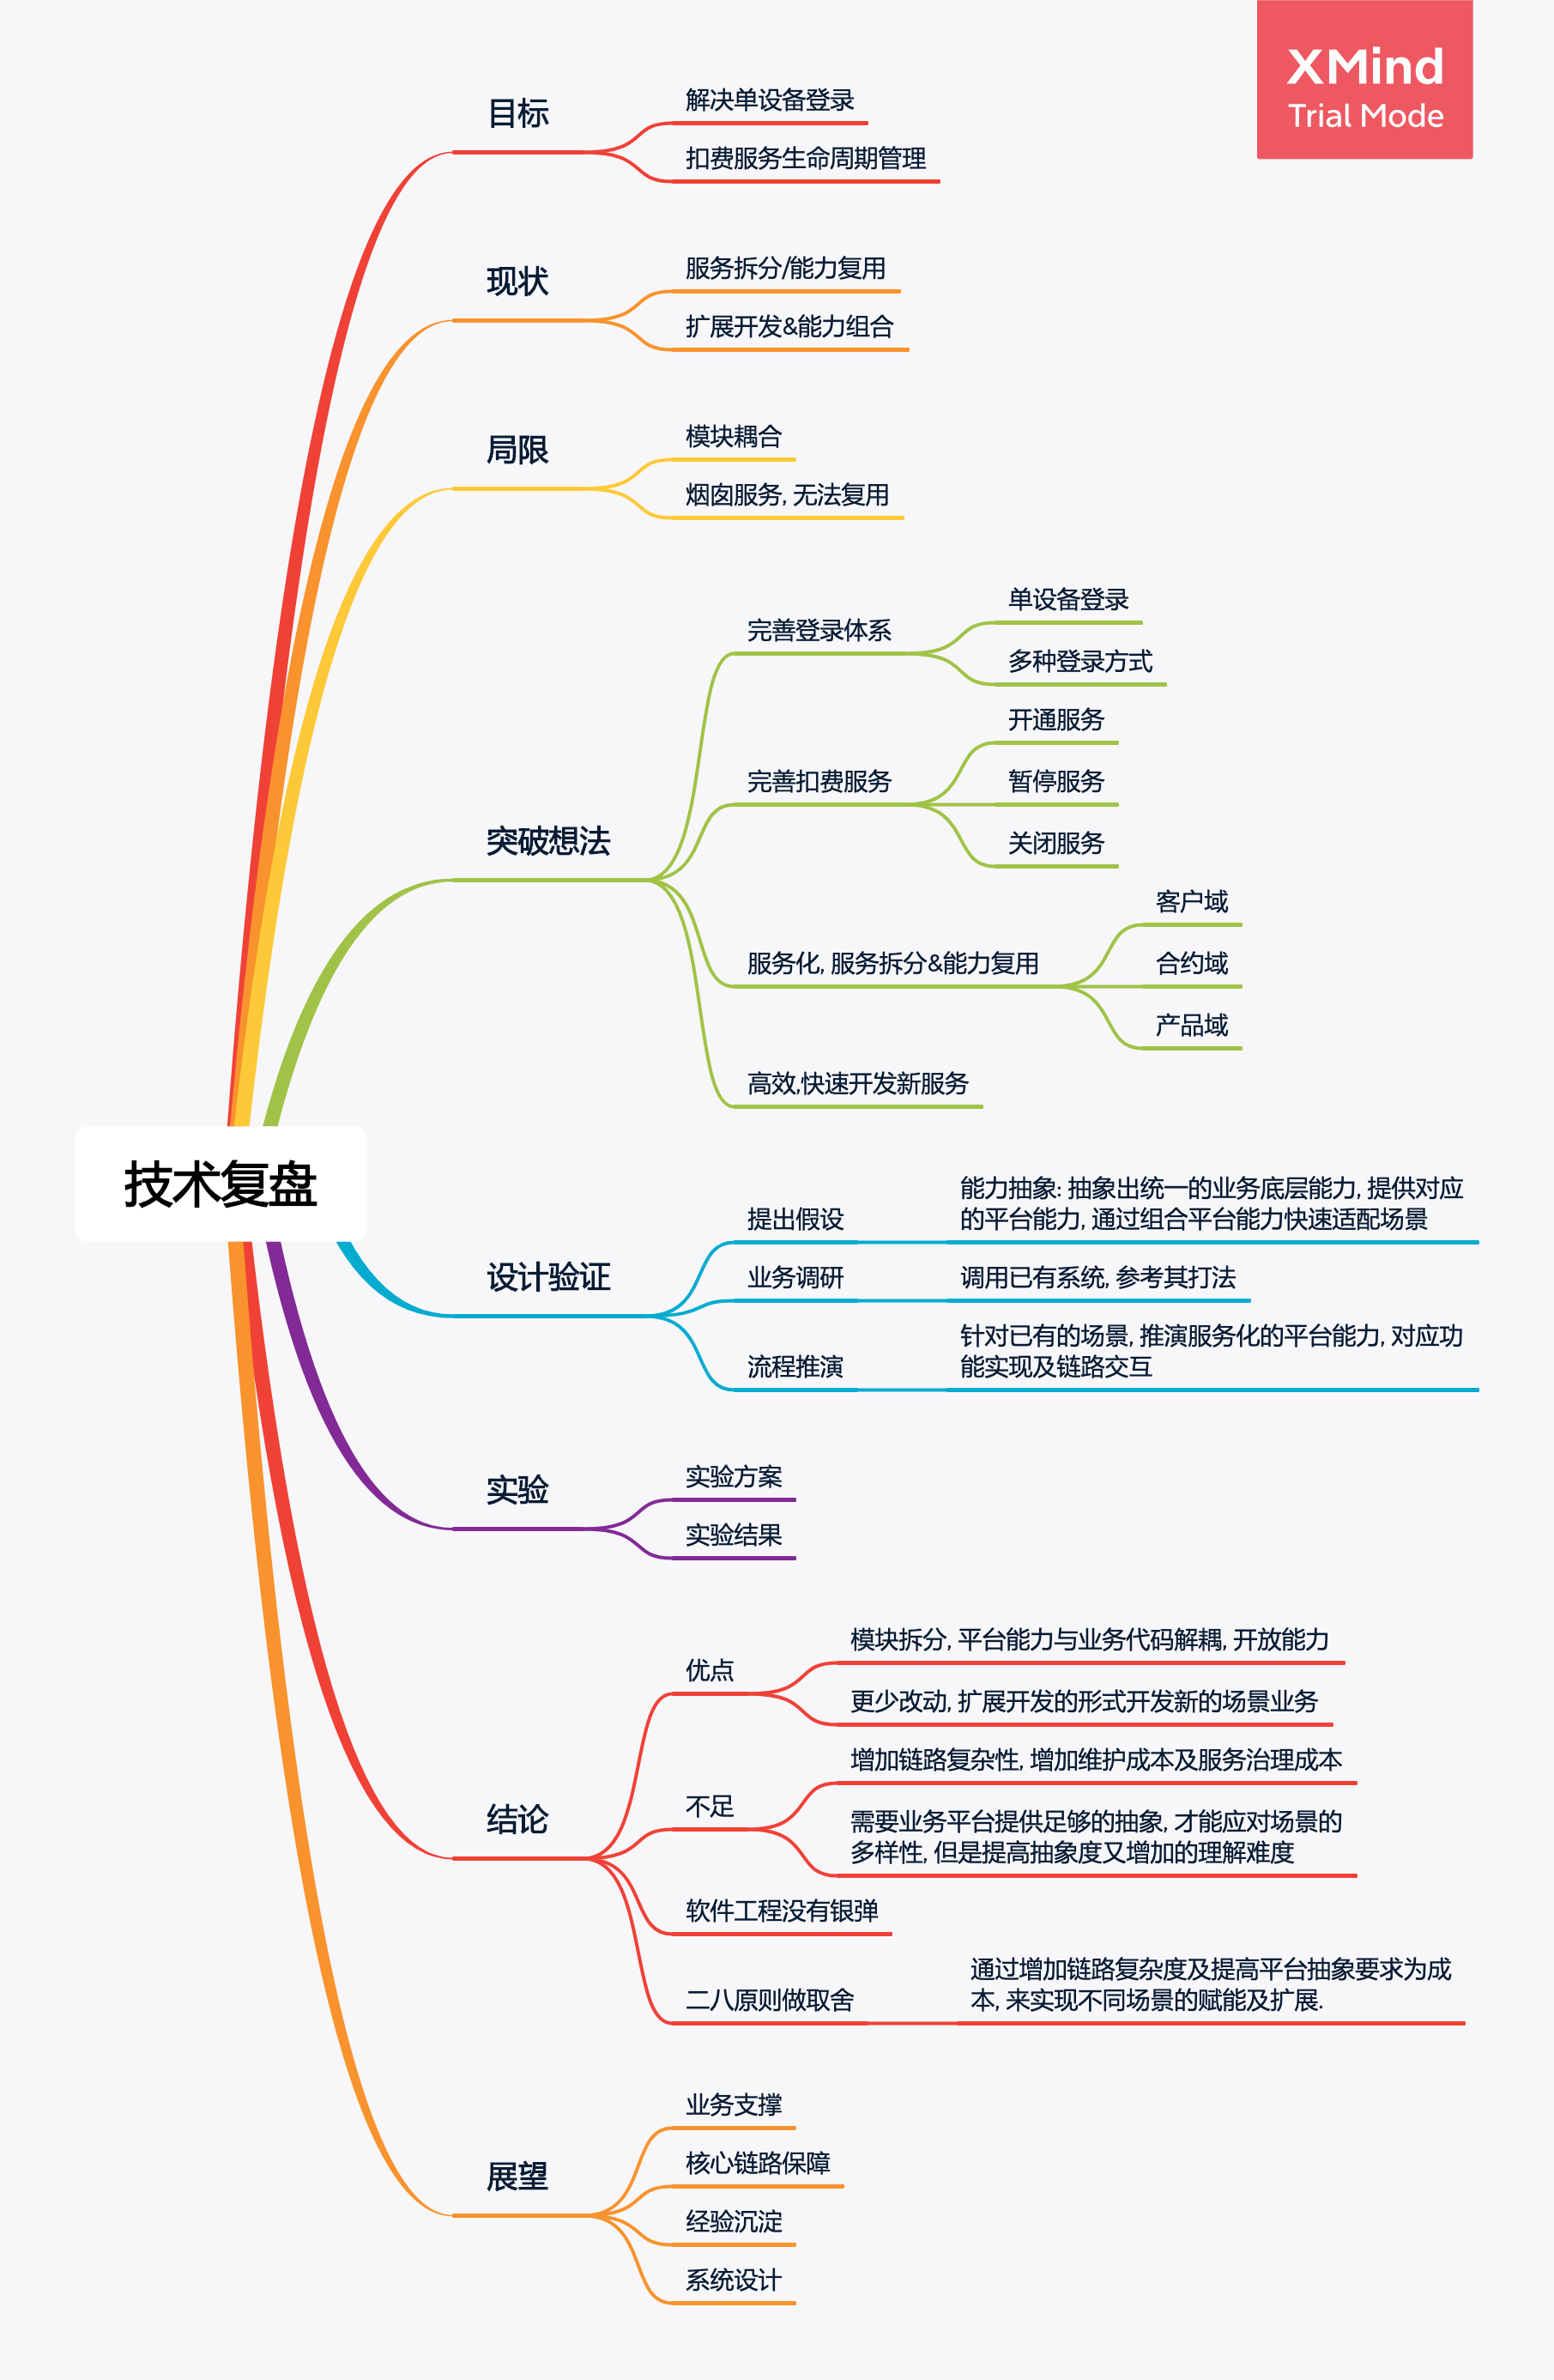 XMind
Trial Mode
技术复盘
目标
解决单设备登录
扣费服务生命周期管理
现状
服务拆分/能力复用
扩展开发&能力组合
局限
模块耦合
烟囱服务, 无法复用
突破想法
完善登录体系
单设备登录
多种登录方式
完善扣费服务
开通服务
暂停服务
关闭服务
服务化, 服务拆分&能力复用
客户域
合约域
产品域
高效,快速开发新服务
设计验证
提出假设
能力抽象: 抽象出统一的业务底层能力, 提供对应
的平台能力, 通过组合平台能力快速适配场景
业务调研
调用已有系统, 参考其打法
流程推演
针对已有的场景, 推演服务化的平台能力, 对应功
能实现及链路交互
实验
实验方案
实验结果
结论
优点
模块拆分, 平台能力与业务代码解耦, 开放能力
更少改动, 扩展开发的形式开发新的场景业务
不足
增加链路复杂性, 增加维护成本及服务治理成本
需要业务平台提供足够的抽象, 才能应对场景的
多样性, 但是提高抽象度又增加的理解难度
软件工程没有银弹
二八原则做取舍
通过增加链路复杂度及提高平台抽象要求为成
本, 来实现不同场景的赋能及扩展.
展望
业务支撑
核心链路保障
经验沉淀
系统设计